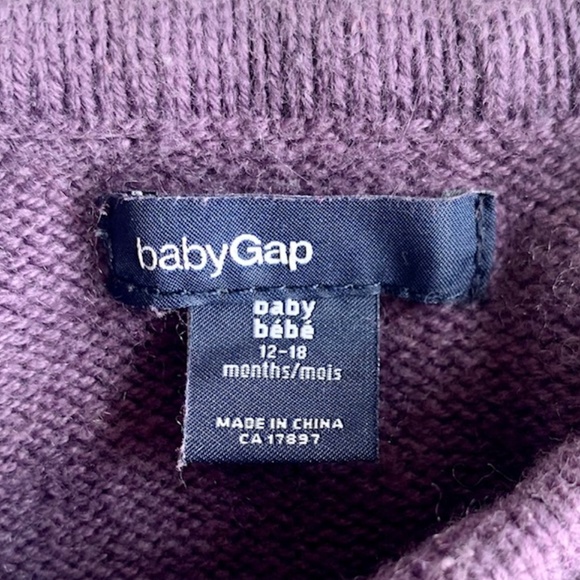 babyGap
baby
bébé
12-18
months/mois
MADE IN CHINA
CA 17897